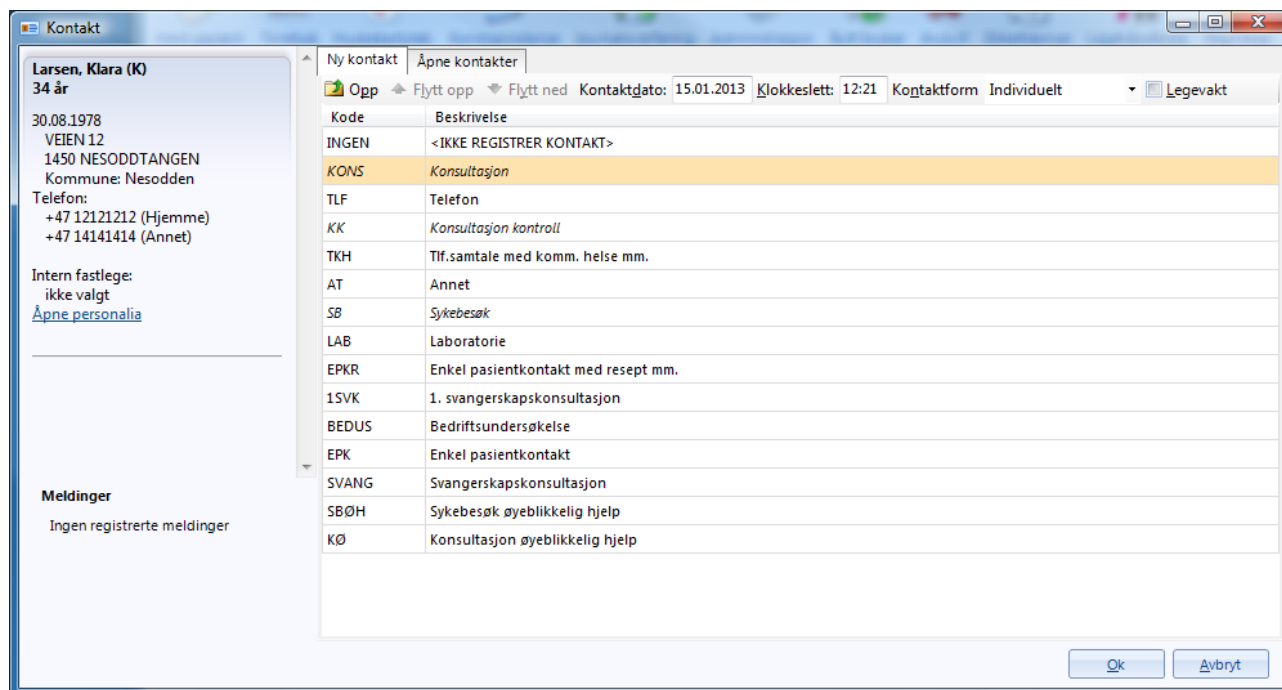 Kontakt
Larsen, Klara (K)
34 år
30.08.1978
VEIEN 12
1450 NESODDTANGEN
Kommune: Nesodden
Telefon:
+47 12121212 (Hjemme)
+47 14141414 (Annet)
Intern fastlege:
ikke valgt
Åpne personalia
Meldinger
Ingen registrerte meldinger
Ny kontakt Åpne kontakter
Opp Flytt opp Flytt ned Kontaktdato: 15.01.2013 Klokkeslett: 12:21 Kontaktform Individuelt Legevakt
Kode Beskrivelse
INGEN <IKKE REGISTRER KONTAKT>
KONS Konsultasjon
TLF Telefon
KK Konsultasjon kontroll
TKH Tlf.samtale med komm. helse mm.
AT Annet
SB Sykebesøk
LAB Laboratorie
EPKR Enkel pasientkontakt med resept mm.
1SVK 1. svangerskapskonsultasjon
BEDUS Bedriftsundersøkelse
EPK Enkel pasientkontakt
SVANG Svangerskapskonsultasjon
SBØH Sykebesøk øyeblikkelig hjelp
KØ Konsultasjon øyeblikkelig hjelp
Ok Avbryt